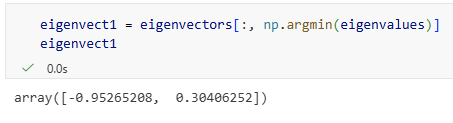 eigenvect1 = eigenvectors[:, np.argmin(eigenvalues)]
eigenvect1
0.0s
array([-0.95265208,  0.30406252])